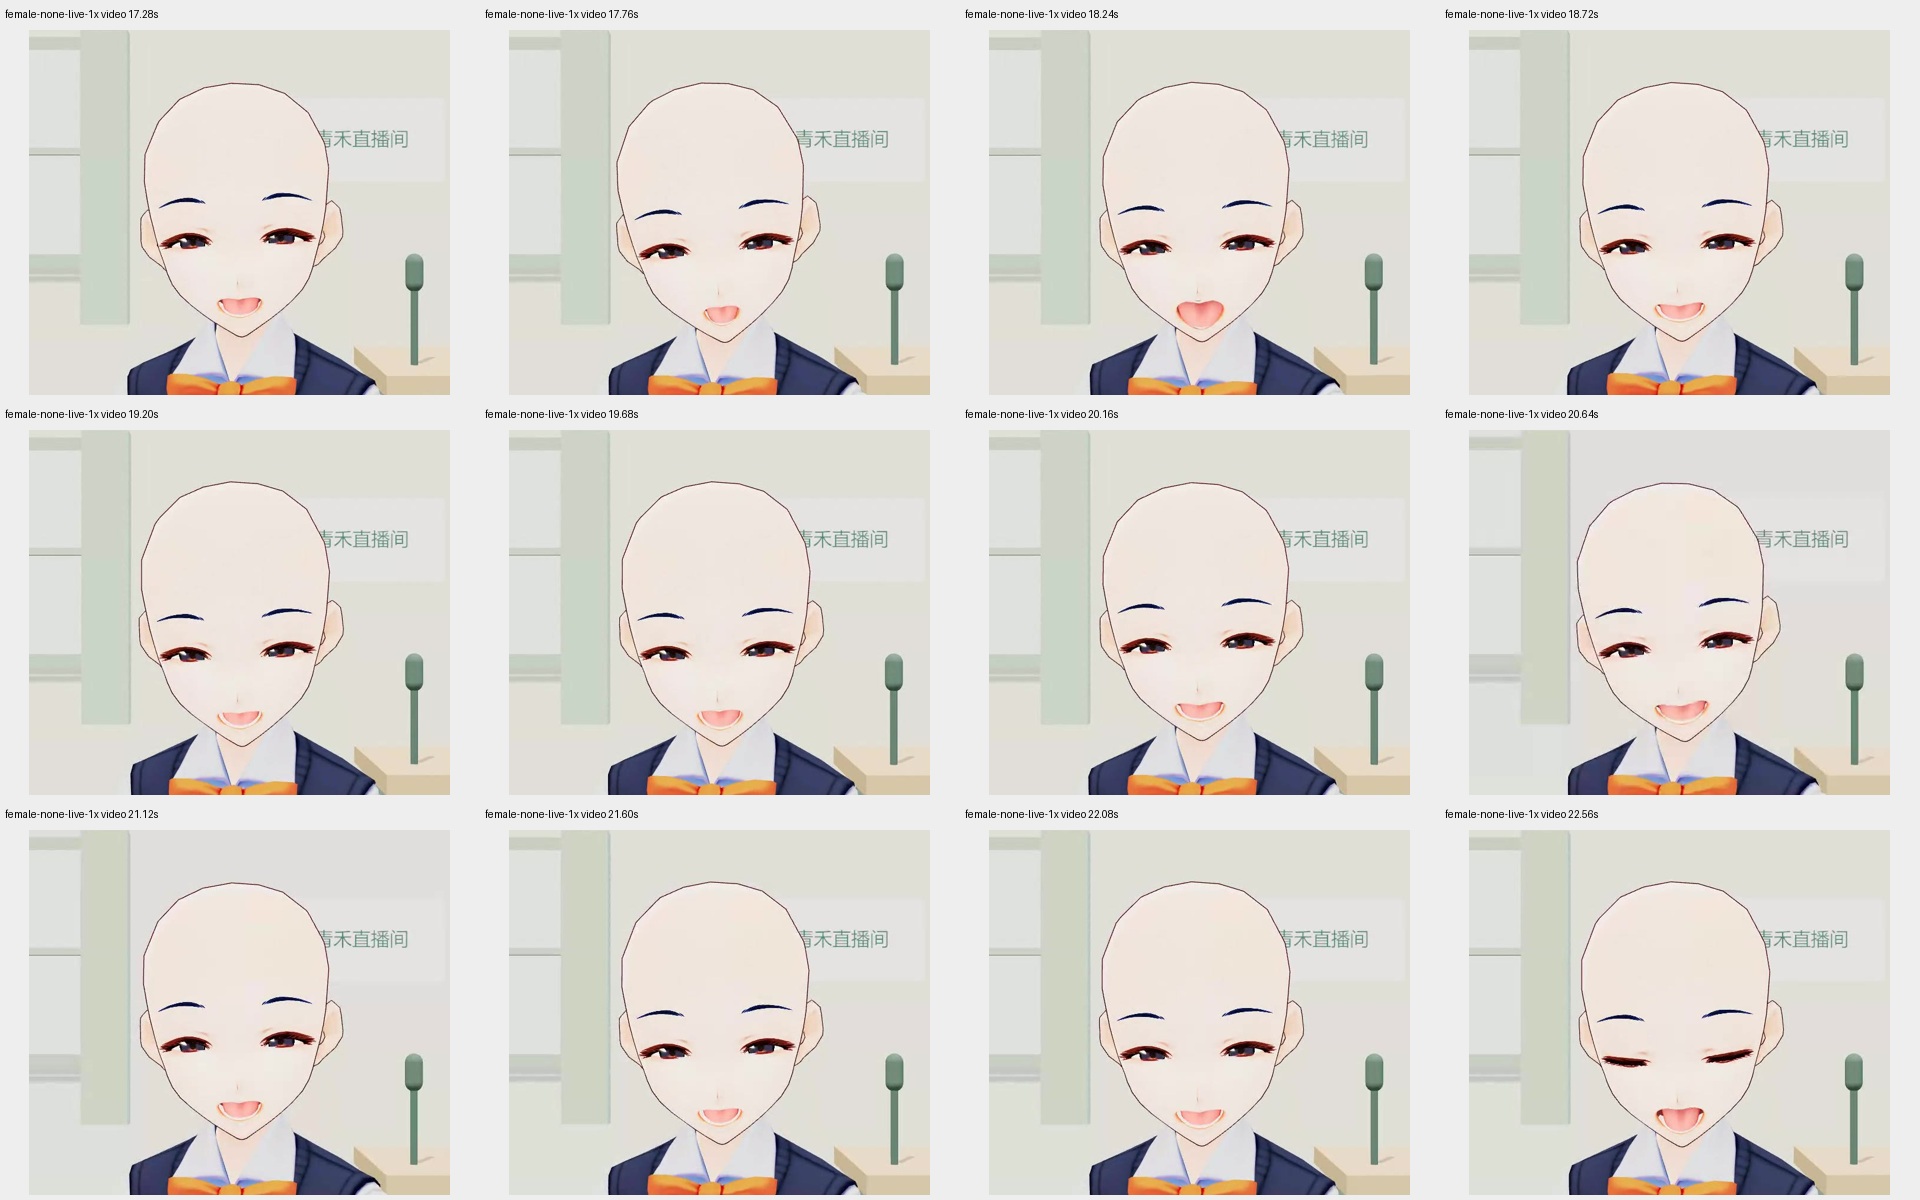 female-none-live-1x video 17.28s
female-none-live-1x video 17.76s
female-none-live-1x video 18.24s
female-none-live-1x video 18.72s
青禾直播间
青禾直播间
青禾直播间
青禾直播间
female-none-live-1x video 19.20s
female-none-live-1x video 19.68s
female-none-live-1x video 20.16s
female-none-live-1x video 20.64s
青禾直播间
青禾直播间
青禾直播间
青禾直播间
female-none-live-1x video 21.12s
female-none-live-1x video 21.60s
female-none-live-1x video 22.08s
female-none-live-1x video 22.56s
青禾直播间
青禾直播间
青禾直播间
青禾直播间